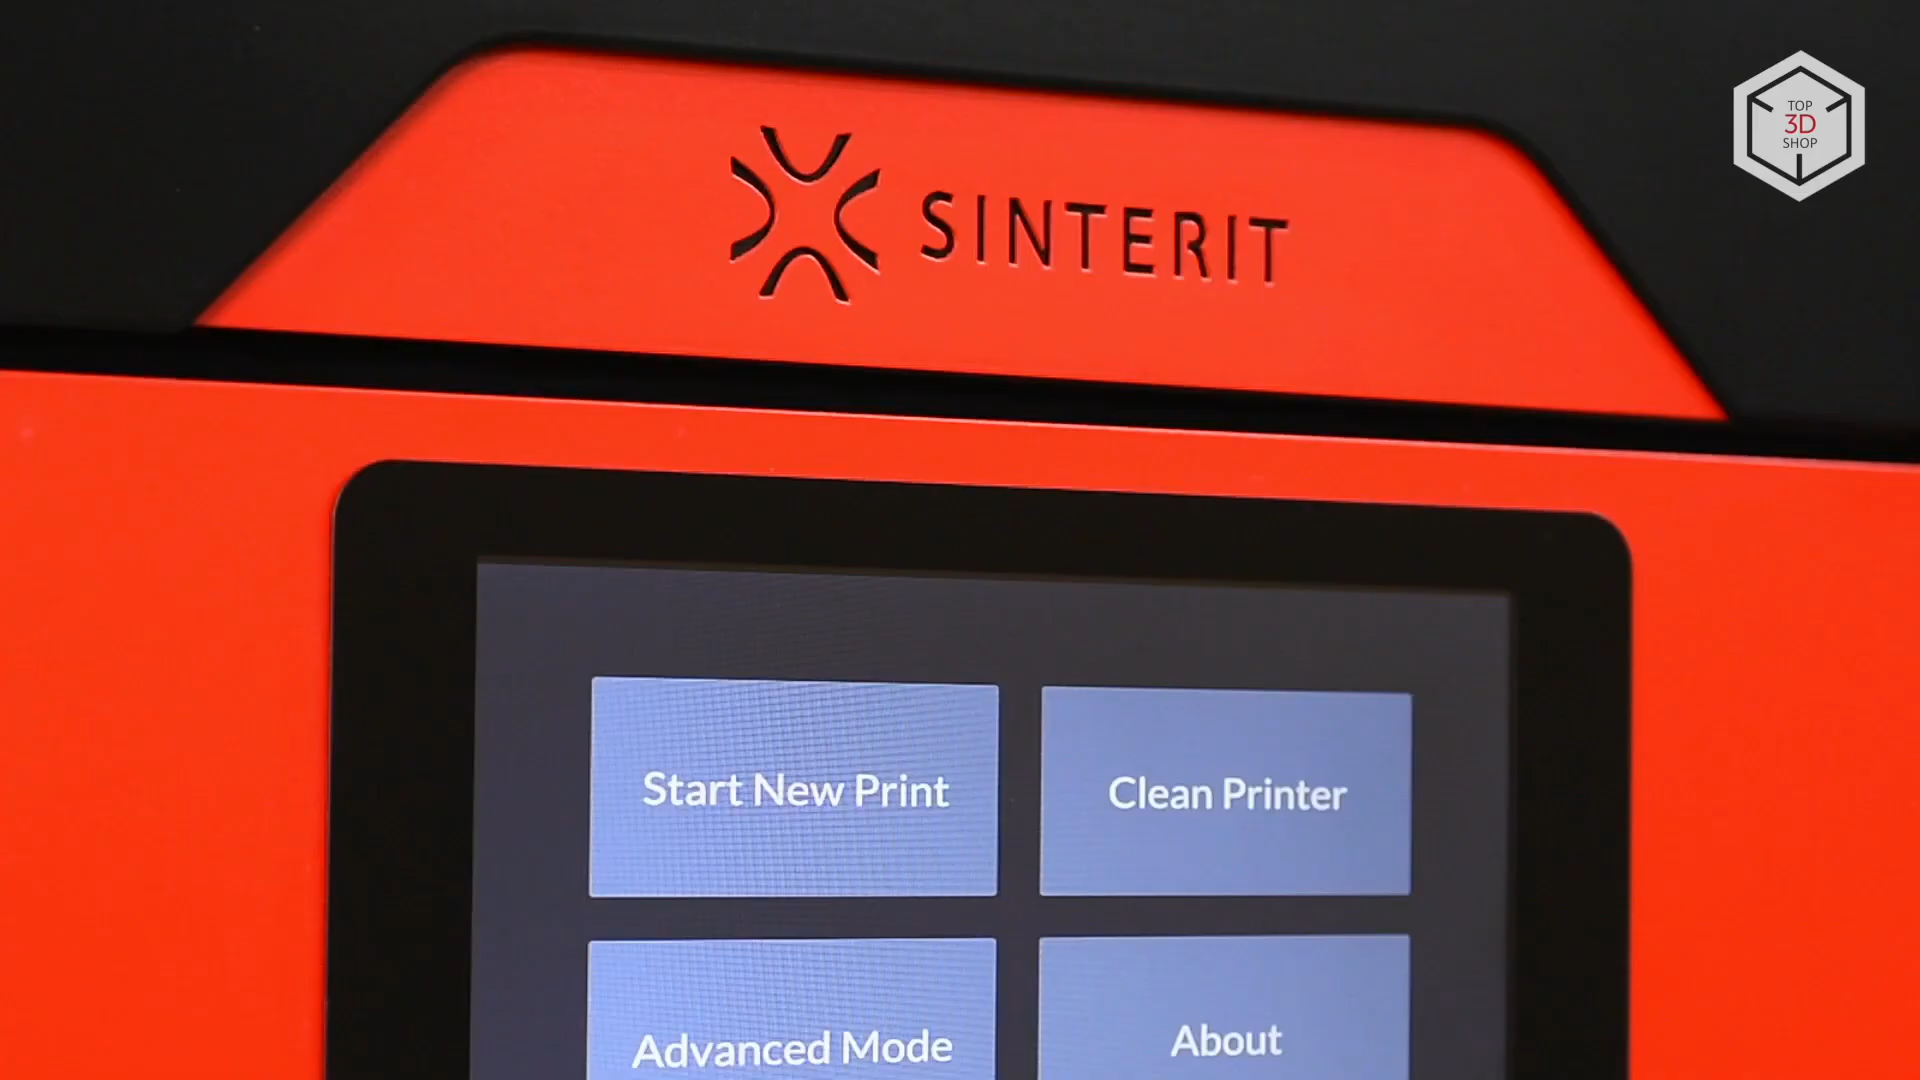 TOP
3D
SHOP
SINTERIT
Start New Print
Clean Printer
Advanced Mode
About